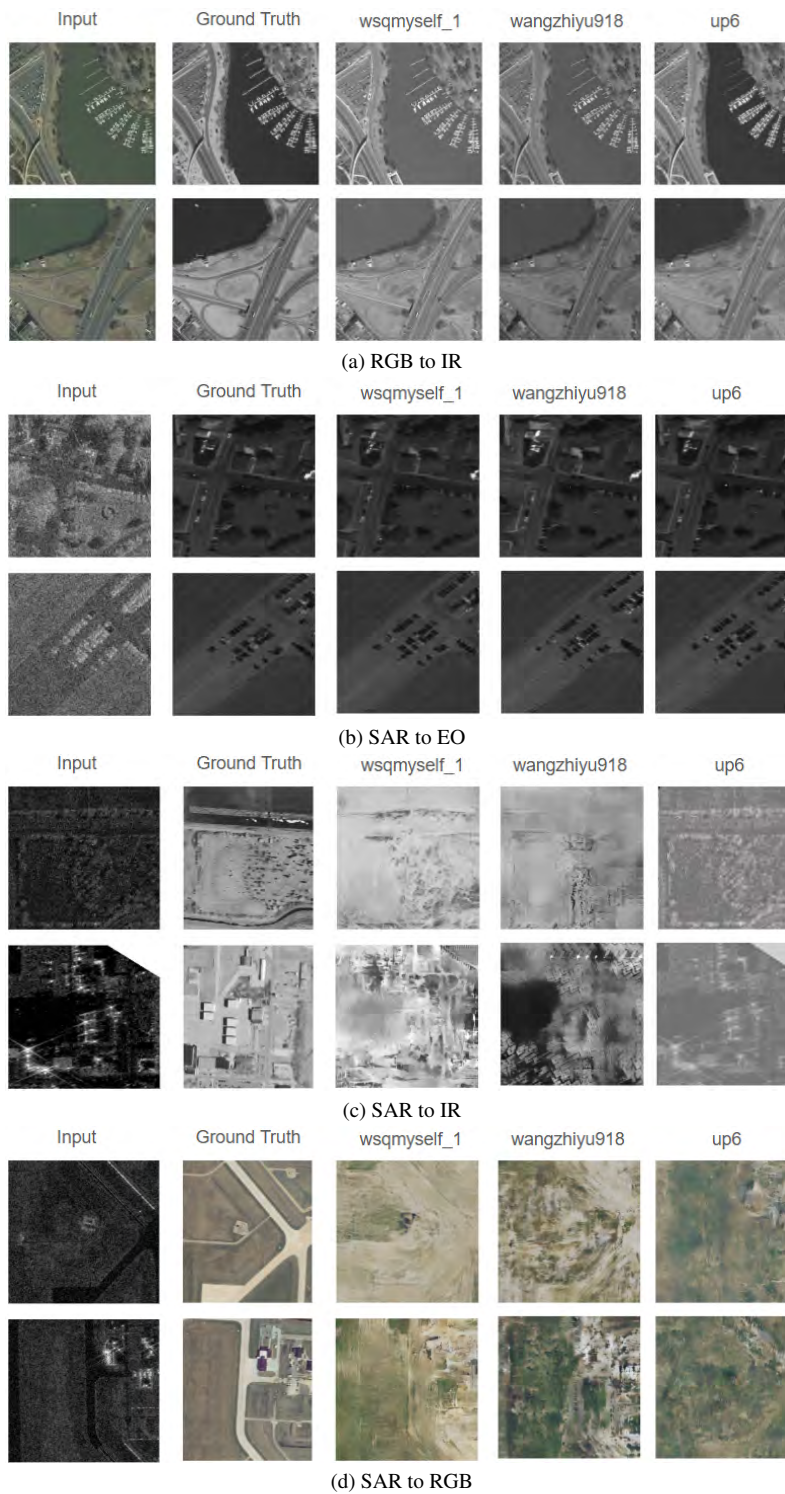 Input Ground Truth wsqmyself_1 wangzhiyu918 up6
(a) RGB to IR
Input Ground Truth wsqmyself_1 wangzhiyu918 up6
(b) SAR to EO
Input Ground Truth wsqmyself_1 wangzhiyu918 up6
(c) SAR to IR
Input Ground Truth wsqmyself_1 wangzhiyu918 up6
(d) SAR to RGB